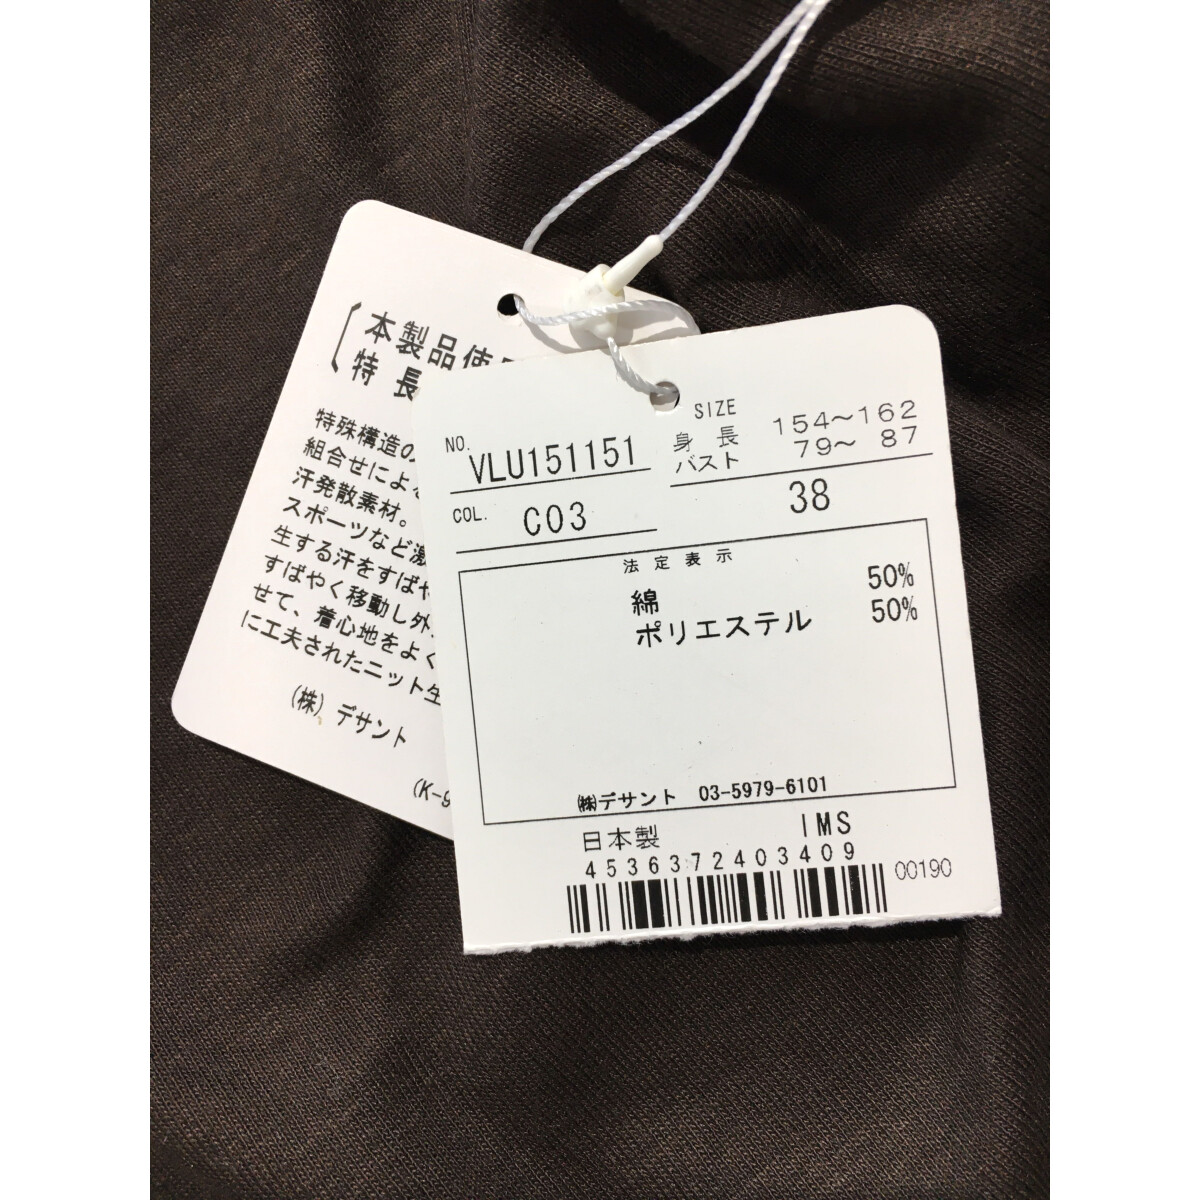 本製品使
特長
特殊構造の
組合せによる
汗発散素材。
スポーツなど激
生する汗をすばや
すばやく移動し外
せて、着心地をよく
に工夫されたニット生
(株) デサント
(K-9
NO. VLU151151
COL. C03
SIZE
身長 154～162
バスト 79～ 87
38
法定表示
綿 50%
ポリエステル 50%
㈱デサント 03-5979-6101
日本製 IMS
4536372403409
00190